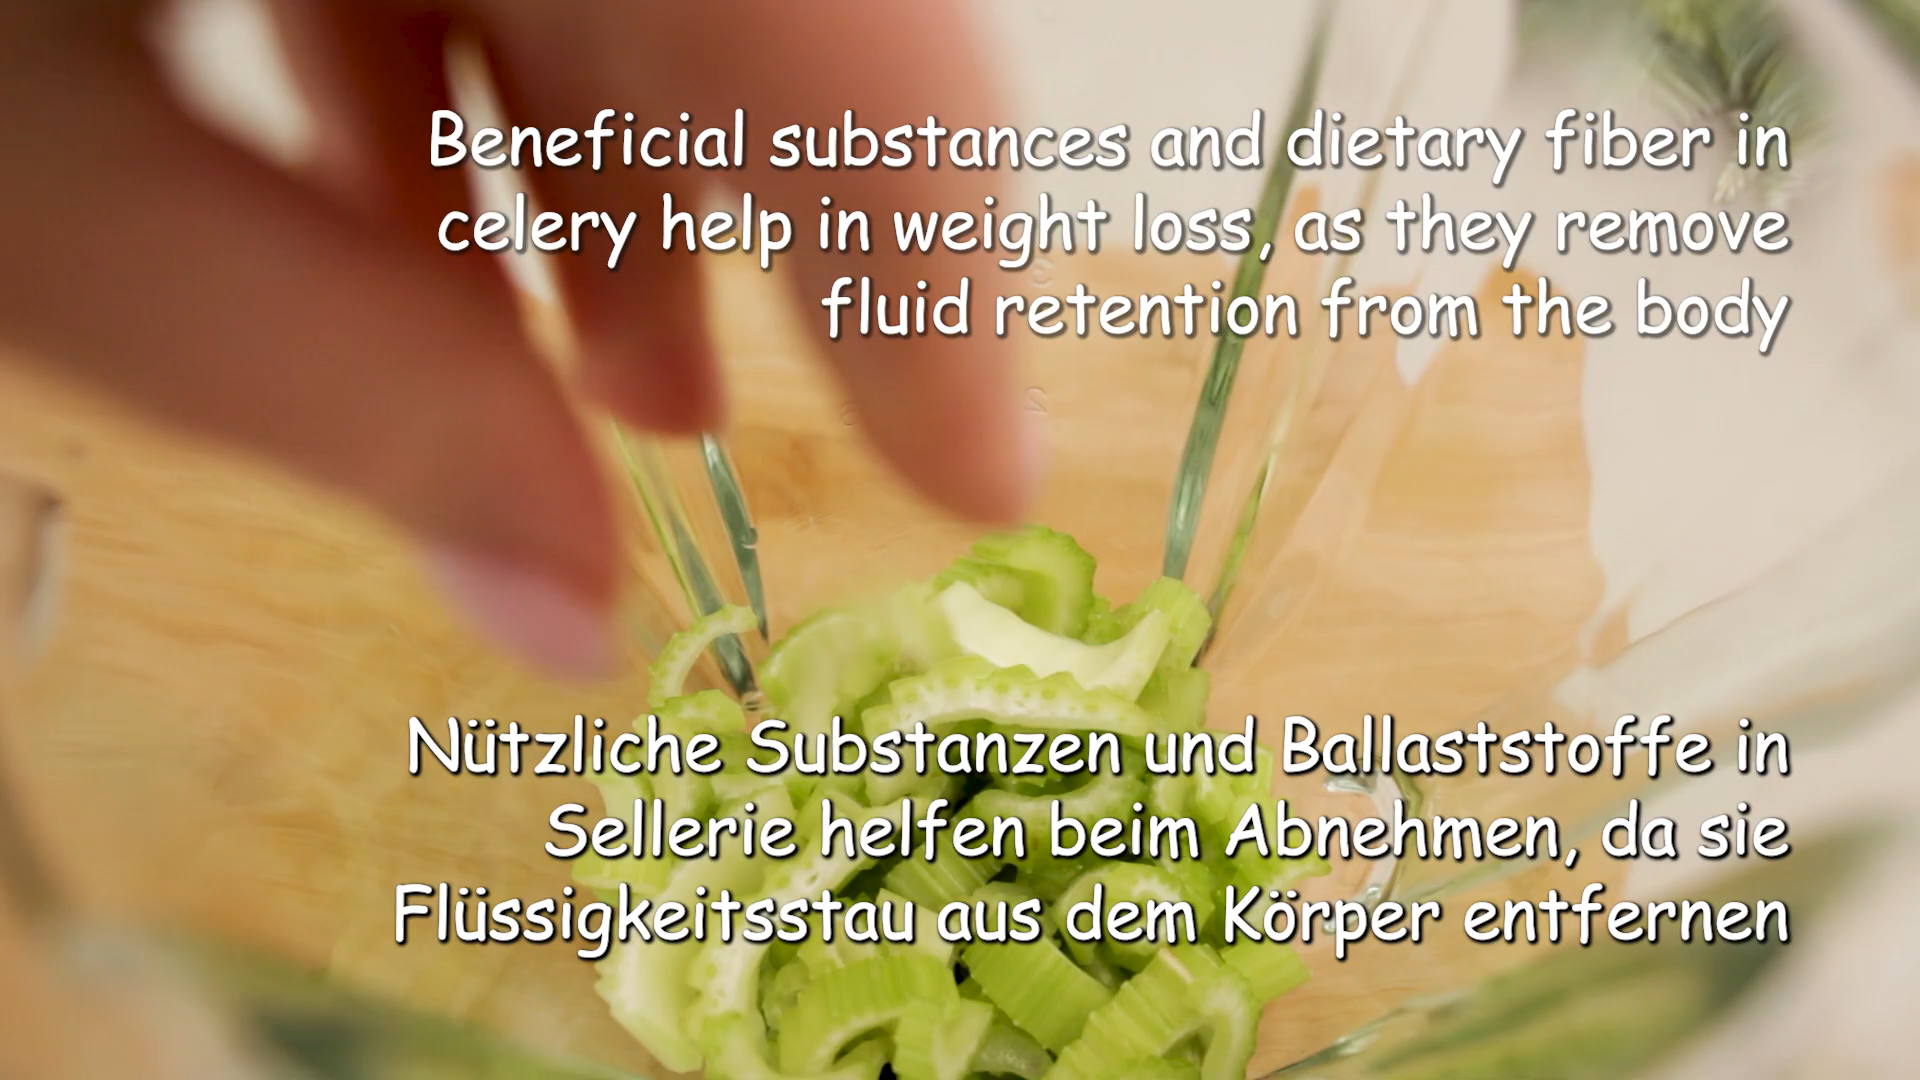 Beneficial substances and dietary fiber in
celery help in weight loss, as they remove
fluid retention from the body
Nützliche Substanzen und Ballaststoffe in
Sellerie helfen beim Abnehmen, da sie
Flüssigkeitsstau aus dem Körper entfernen